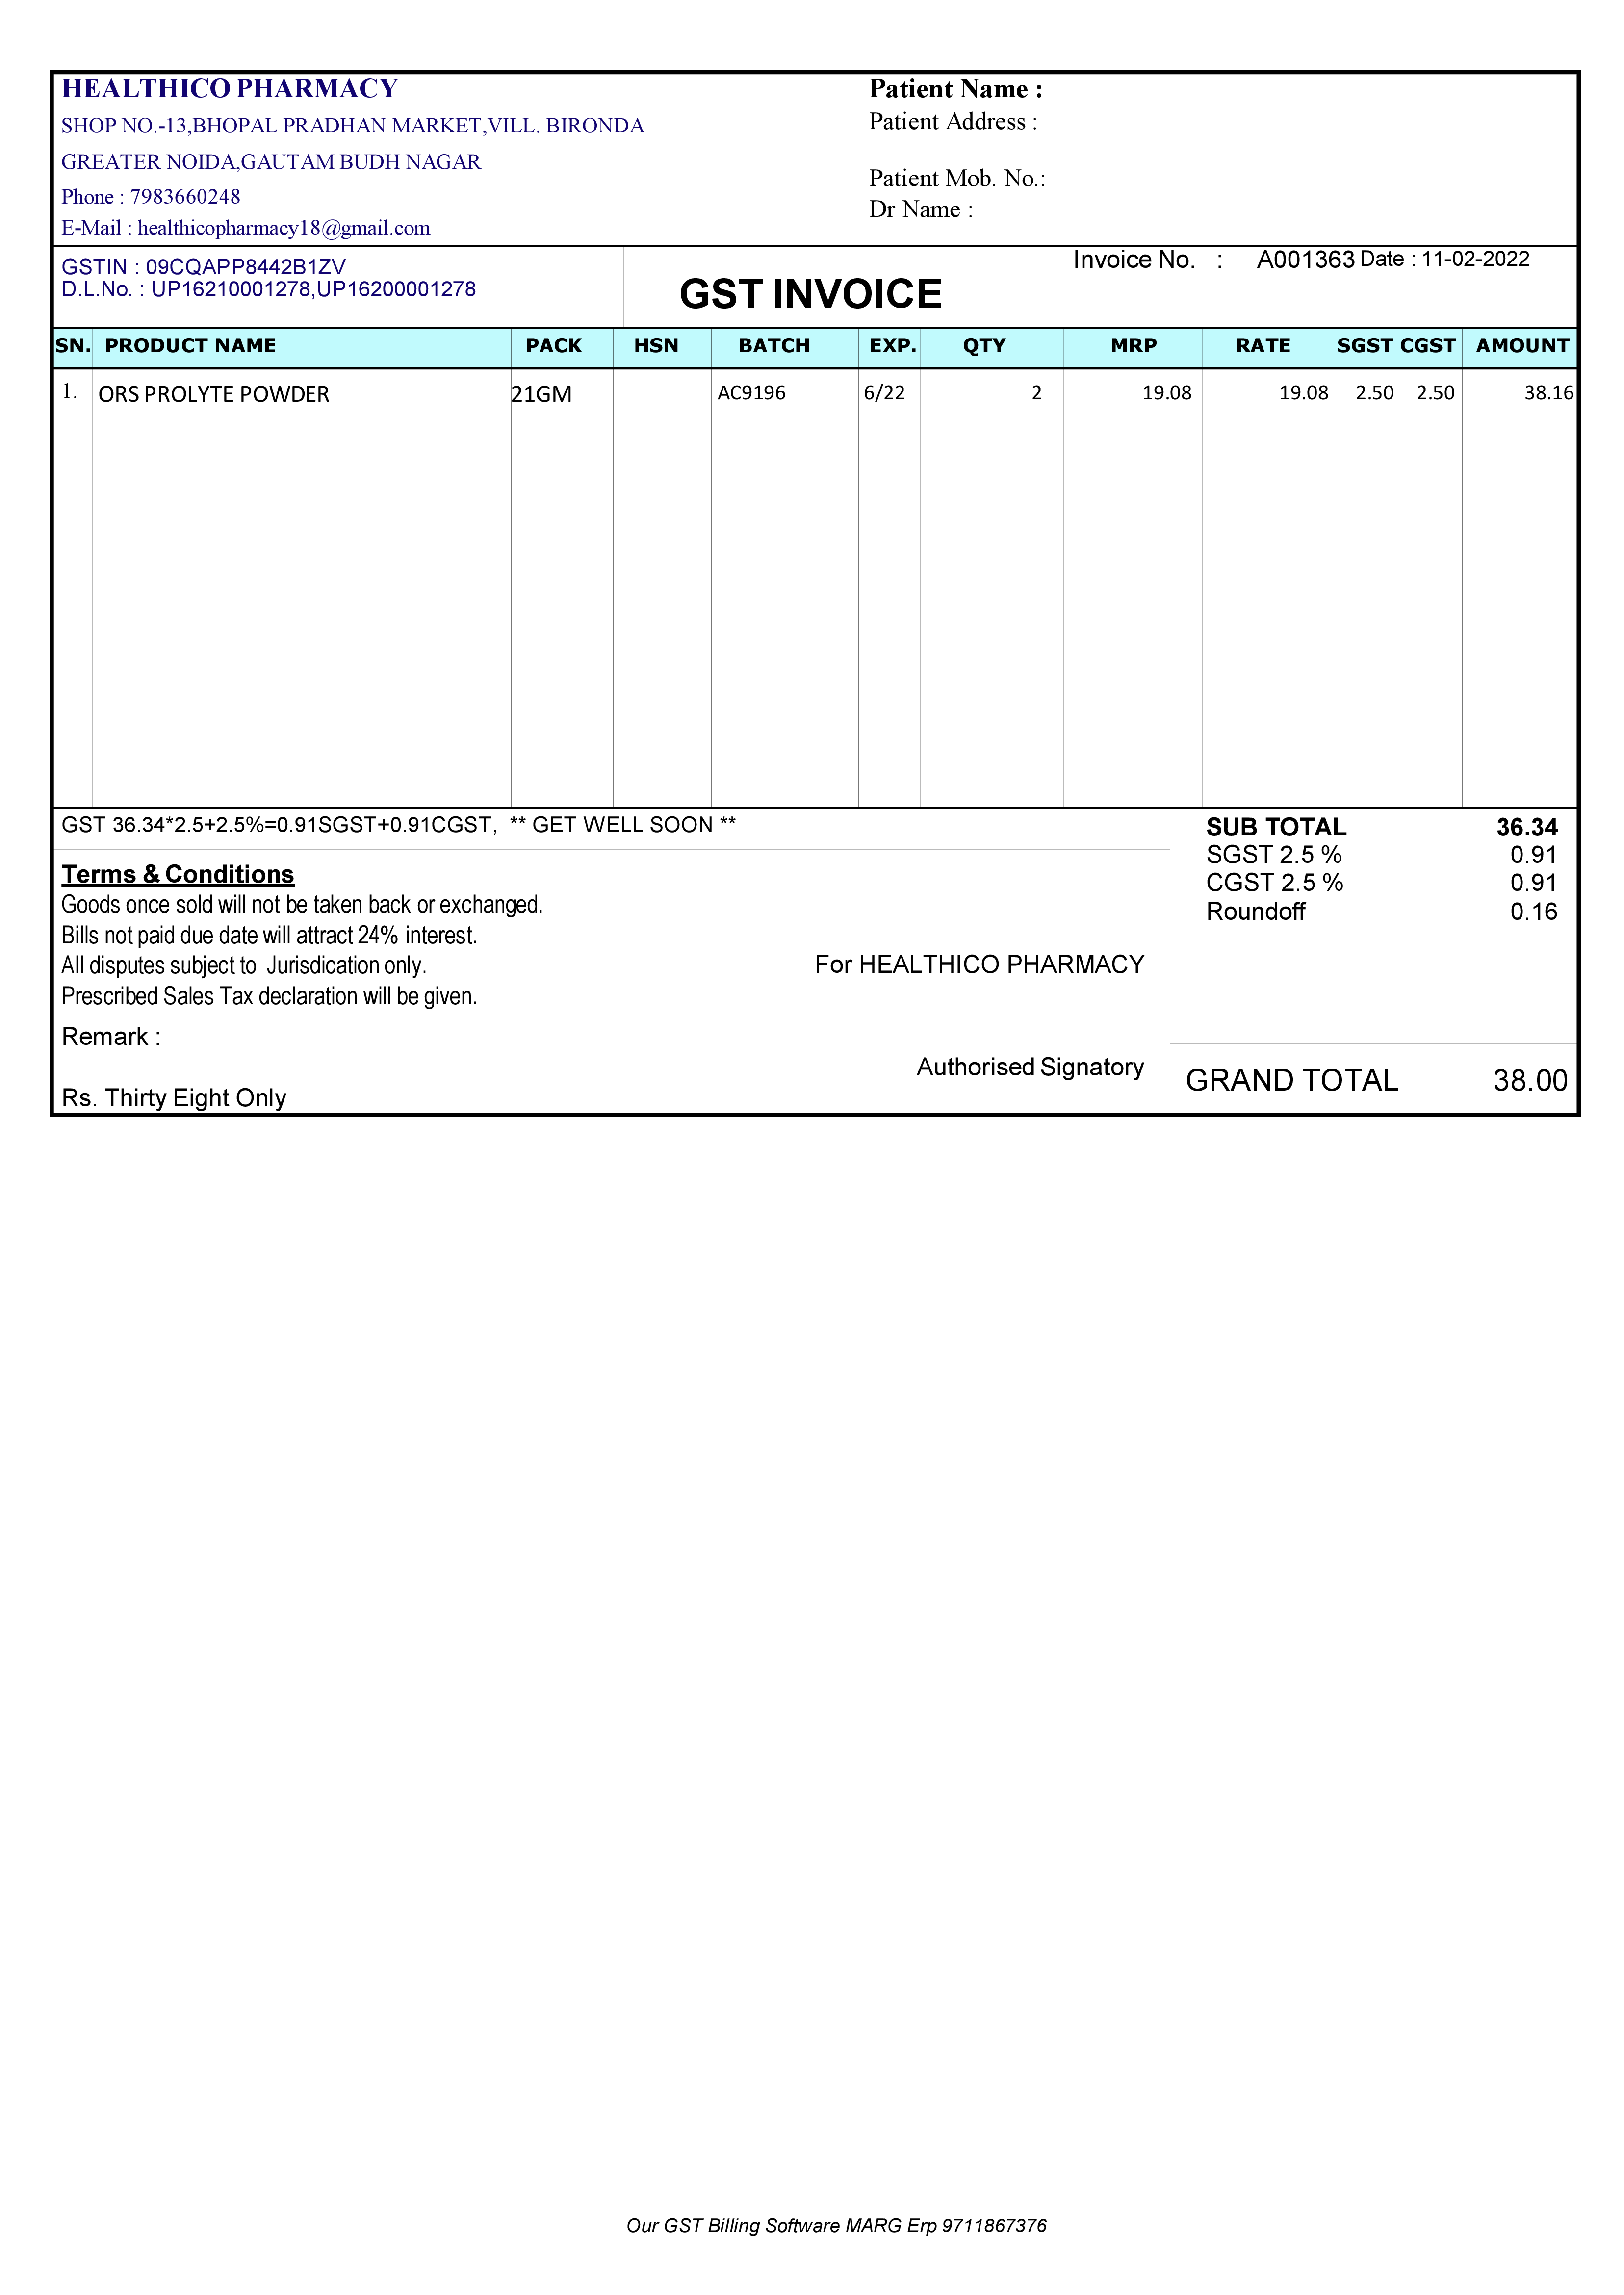 HEALTHICO PHARMACY
SHOP NO.-13,BHOPAL PRADHAN MARKET,VILL. BIRONDA
GREATER NOIDA,GAUTAM BUDH NAGAR
Phone : 7983660248
E-Mail : healthicopharmacy18@gmail.com
Patient Name :
Patient Address :
Patient Mob. No.:
Dr Name :
GSTIN : 09CQAPP8442B1ZV
D.L.No. : UP16210001278,UP16200001278
GST INVOICE
Invoice No. : A001363 Date : 11-02-2022
SN. PRODUCT NAME PACK HSN BATCH EXP. QTY MRP RATE SGST CGST AMOUNT
1. ORS PROLYTE POWDER 21GM AC9196 6/22 2 19.08 19.08 2.50 2.50 38.16
GST 36.34*2.5+2.5%=0.91SGST+0.91CGST, ** GET WELL SOON **
Terms & Conditions
Goods once sold will not be taken back or exchanged.
Bills not paid due date will attract 24% interest.
All disputes subject to Jurisdication only.
Prescribed Sales Tax declaration will be given.
Remark :
Rs. Thirty Eight Only
For HEALTHICO PHARMACY
Authorised Signatory
SUB TOTAL 36.34
SGST 2.5 % 0.91
CGST 2.5 % 0.91
Roundoff 0.16
GRAND TOTAL 38.00
Our GST Billing Software MARG Erp 9711867376